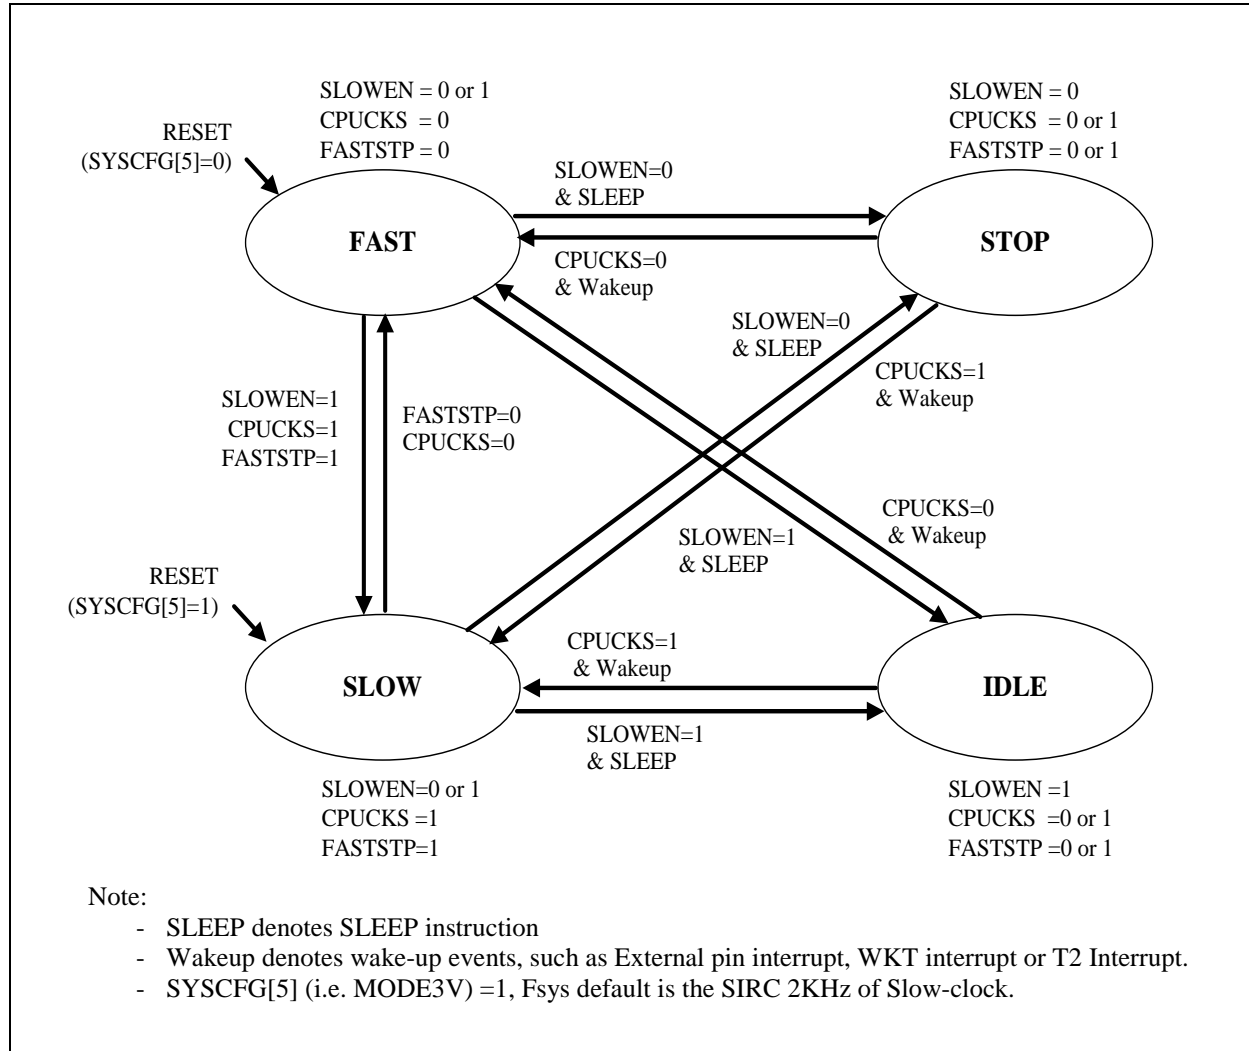 SLOWEN = 0 or 1
CPUCKS = 0
FASTSTP = 0
SLOWEN = 0
CPUCKS = 0 or 1
FASTSTP = 0 or 1
RESET
(SYSCFG[5]=0)
SLOWEN=0
& SLEEP
FAST
STOP
CPUCKS=0
& Wakeup
SLOWEN=0
& SLEEP
CPUCKS=1
& Wakeup
SLOWEN=1
CPUCKS=1
FASTSTP=1
FASTSTP=0
CPUCKS=0
CPUCKS=0
& Wakeup
SLOWEN=1
& SLEEP
RESET
(SYSCFG[5]=1)
CPUCKS=1
& Wakeup
SLOW
IDLE
SLOWEN=1
& SLEEP
SLOWEN=0 or 1
CPUCKS =1
FASTSTP=1
SLOWEN =1
CPUCKS =0 or 1
FASTSTP =0 or 1
Note:
- SLEEP denotes SLEEP instruction
- Wakeup denotes wake-up events, such as External pin interrupt, WKT interrupt or T2 Interrupt.
- SYSCFG[5] (i.e. MODE3V) =1, Fsys default is the SIRC 2KHz of Slow-clock.